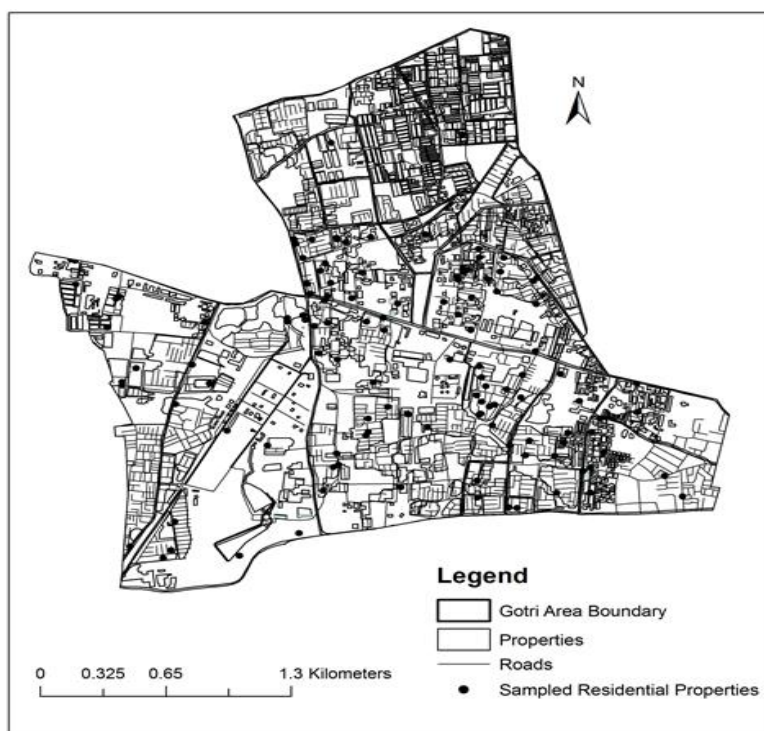 N
Legend
Gotri Area Boundary
Properties
Roads
Sampled Residential Properties
0 0.325 0.65 1.3 Kilometers